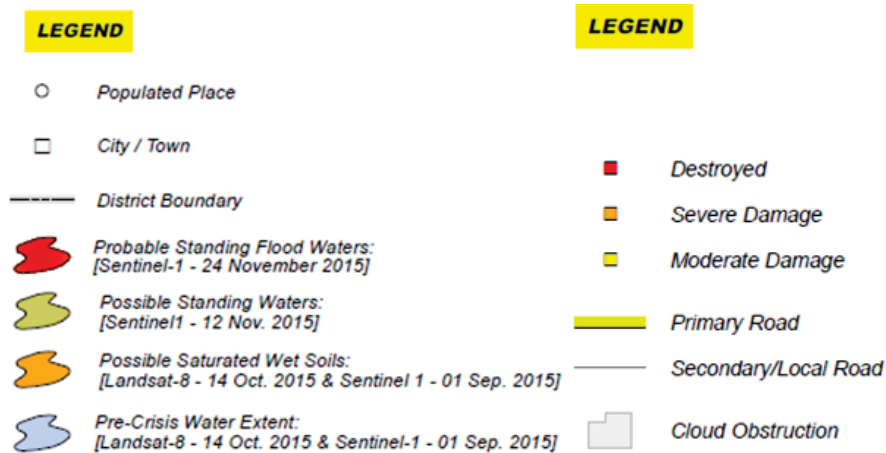 LEGEND
Populated Place
City / Town
District Boundary
Probable Standing Flood Waters:
[Sentinel-1 - 24 November 2015]
Possible Standing Waters:
[Sentinel1 - 12 Nov. 2015]
Possible Saturated Wet Soils:
[Landsat-8 - 14 Oct. 2015 & Sentinel 1 - 01 Sep. 2015]
Pre-Crisis Water Extent:
[Landsat-8 - 14 Oct. 2015 & Sentinel-1 - 01 Sep. 2015]
LEGEND
Destroyed
Severe Damage
Moderate Damage
Primary Road
Secondary/Local Road
Cloud Obstruction